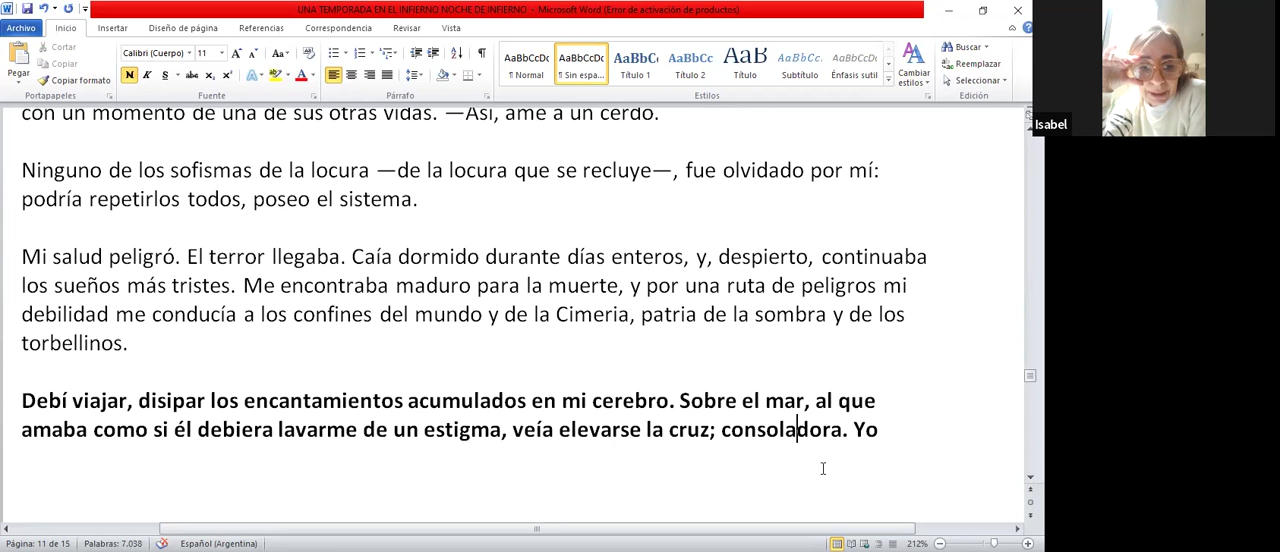 UNA TEMPORADA EN EL INFIERNO NOCHE DE INFIERNO - Microsoft Word (Error de activación de productos)
Archivo Inicio Insertar Diseño de página Referencias Correspondencia Revisar Vista
Pegar
Cortar
Copiar
Copiar formato
Portapapeles
Calibri (Cuerpo) 11
N K S abc x₂ x² A
Fuente
Párrafo
AaBbCcDc AaBbCcDc AaBbC AaBbCc AaB AaBbCc. AaBbCcDc
¶ Normal ¶ Sin espa... Título 1 Título 2 Título Subtítulo Énfasis sutil
Cambiar estilos
Estilos
Buscar
Reemplazar
Seleccionar
Edición
Isabel
con un momento de una de sus otras vidas. —Así, amé a un cerdo.
Ninguno de los sofismas de la locura —de la locura que se recluye—, fue olvidado por mí:
podría repetirlos todos, poseo el sistema.
Mi salud peligró. El terror llegaba. Caía dormido durante días enteros, y, despierto, continuaba
los sueños más tristes. Me encontraba maduro para la muerte, y por una ruta de peligros mi
debilidad me conducía a los confines del mundo y de la Cimeria, patria de la sombra y de los
torbellinos.
Debí viajar, disipar los encantamientos acumulados en mi cerebro. Sobre el mar, al que
amaba como si él debiera lavarme de un estigma, veía elevarse la cruz; consoladora. Yo
Página: 11 de 15 Palabras: 7.038 Español (Argentina) 212%